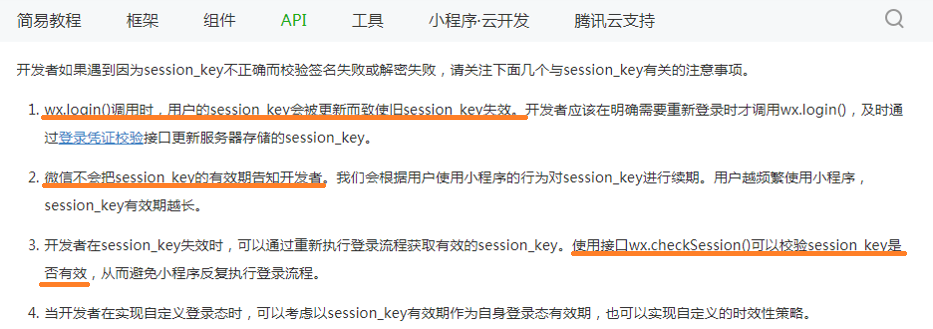 简易教程 框架 组件 API 工具 小程序·云开发 腾讯云支持
开发者如果遇到因为session_key不正确而校验签名失败或解密失败，请关注下面几个与session_key有关的注意事项。
1. wx.login()调用时，用户的session_key会被更新而致使旧session_key失效。开发者应该在明确需要重新登录时才调用wx.login()，及时通
过登录凭证校验接口更新服务器存储的session_key。
2. 微信不会把session_key的有效期告知开发者。我们会根据用户使用小程序的行为对session_key进行续期。用户越频繁使用小程序，
session_key有效期越长。
3. 开发者在session_key失效时，可以通过重新执行登录流程获取有效的session_key。使用接口wx.checkSession()可以校验session_key是
否有效，从而避免小程序反复执行登录流程。
4. 当开发者在实现自定义登录态时，可以考虑以session_key有效期作为自身登录态有效期，也可以实现自定义的时效性策略。